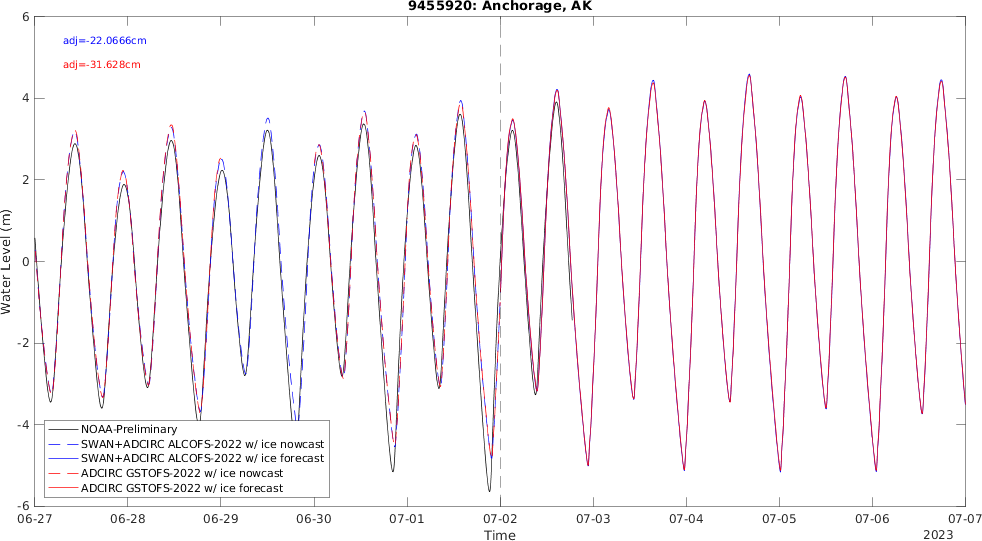 9455920: Anchorage, AK
adj=-22.0666cm
adj=-31.628cm
6
4
2
0
-2
-4
-6
Water Level (m)
NOAA-Preliminary
SWAN+ADCIRC ALCOFS-2022 w/ ice nowcast
SWAN+ADCIRC ALCOFS-2022 w/ ice forecast
ADCIRC GSTOFS-2022 w/ ice nowcast
ADCIRC GSTOFS-2022 w/ ice forecast
06-27 06-28 06-29 06-30 07-01 07-02 07-03 07-04 07-05 07-06 07-07
Time
2023